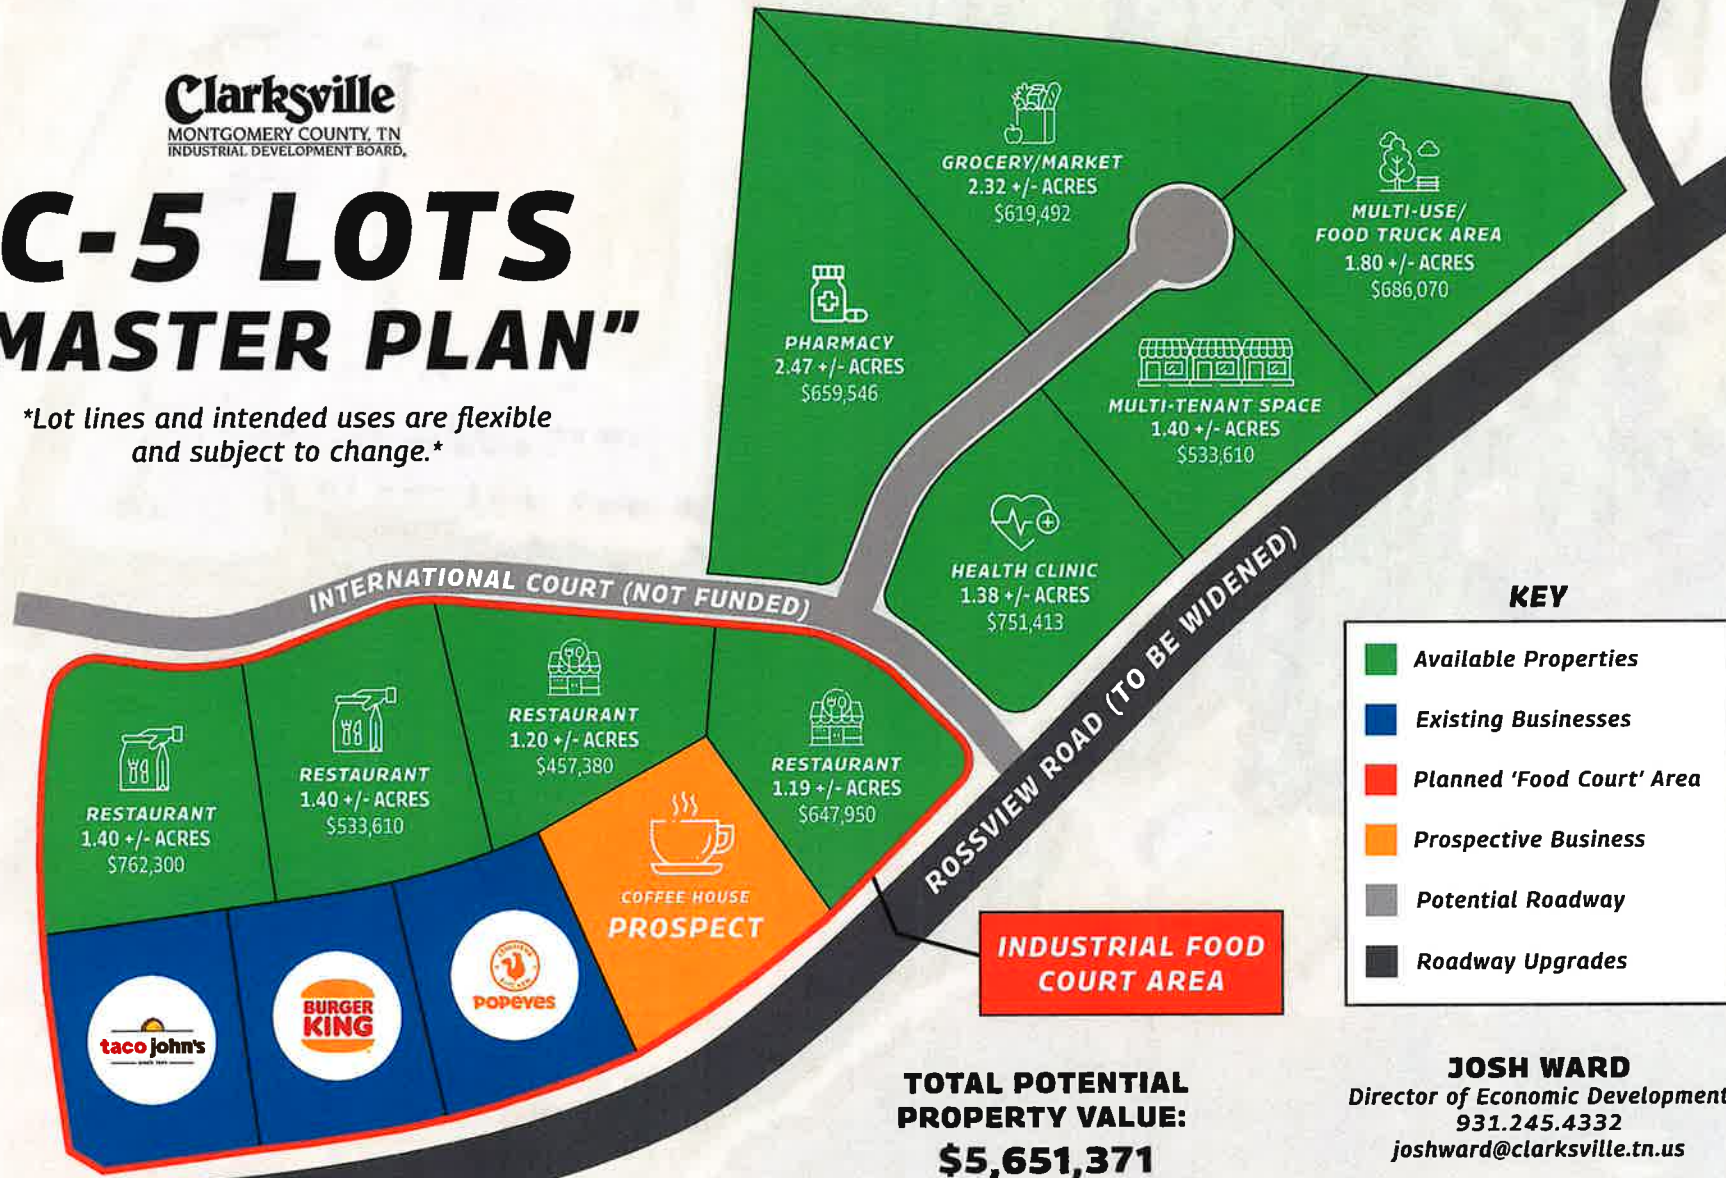 Clarksville
MONTGOMERY COUNTY, TN
INDUSTRIAL DEVELOPMENT BOARD.
C-5 LOTS
MASTER PLAN"
*Lot lines and intended uses are flexible
and subject to change.*
GROCERY/MARKET
2.32 +/- ACRES
$619,492
MULTI-USE/
FOOD TRUCK AREA
1.80 +/- ACRES
$686,070
PHARMACY
2.47 +/- ACRES
$659,546
MULTI-TENANT SPACE
1.40 +/- ACRES
$533,610
HEALTH CLINIC
1.38 +/- ACRES
$751,413
INTERNATIONAL COURT (NOT FUNDED)
ROSSVIEW ROAD (TO BE WIDENED)
RESTAURANT
1.40 +/- ACRES
$762,300
RESTAURANT
1.40 +/- ACRES
$533,610
RESTAURANT
1.20 +/- ACRES
$457,380
RESTAURANT
1.19 +/- ACRES
$647,950
COFFEE HOUSE
PROSPECT
taco john's
BURGER
KING
POPEYES
INDUSTRIAL FOOD
COURT AREA
KEY
Available Properties
Existing Businesses
Planned 'Food Court' Area
Prospective Business
Potential Roadway
Roadway Upgrades
TOTAL POTENTIAL
PROPERTY VALUE:
$5,651,371
JOSH WARD
Director of Economic Development
931.245.4332
joshward@clarksville.tn.us